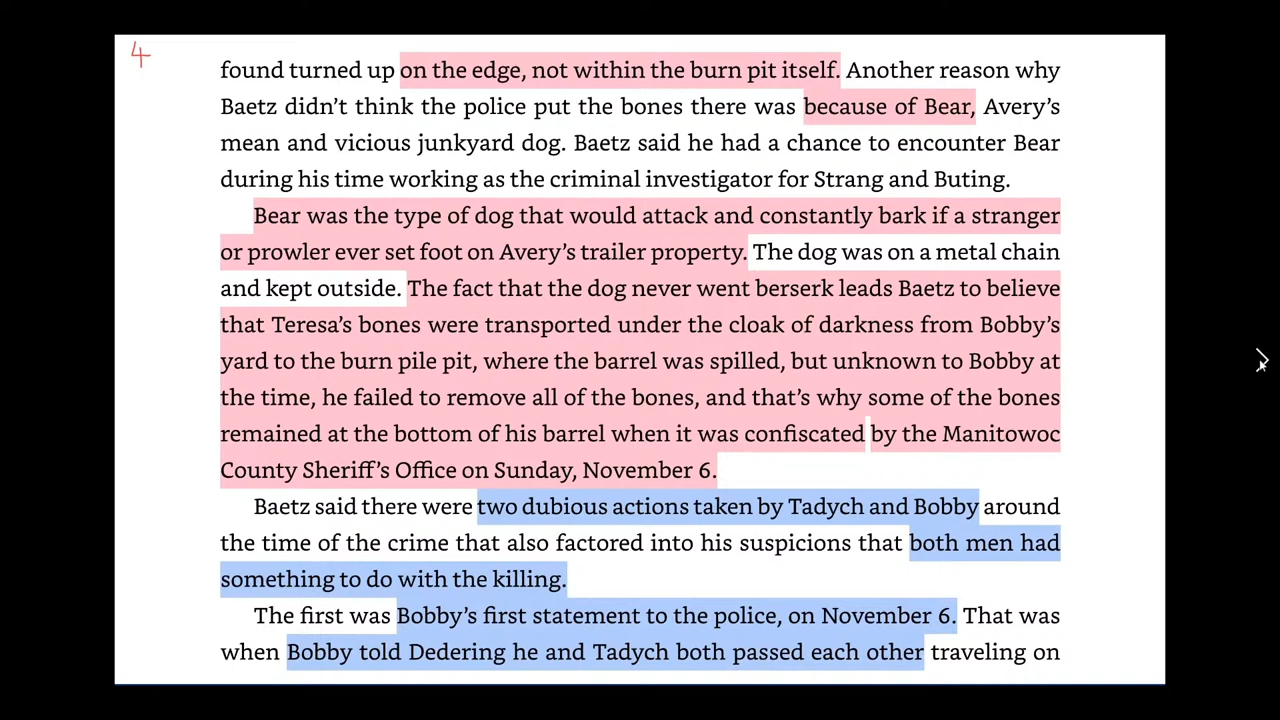 4
found turned up on the edge, not within the burn pit itself. Another reason why
Baetz didn’t think the police put the bones there was because of Bear, Avery’s
mean and vicious junkyard dog. Baetz said he had a chance to encounter Bear
during his time working as the criminal investigator for Strang and Buting.
Bear was the type of dog that would attack and constantly bark if a stranger
or prowler ever set foot on Avery’s trailer property. The dog was on a metal chain
and kept outside. The fact that the dog never went berserk leads Baetz to believe
that Teresa’s bones were transported under the cloak of darkness from Bobby’s
yard to the burn pile pit, where the barrel was spilled, but unknown to Bobby at
the time, he failed to remove all of the bones, and that’s why some of the bones
remained at the bottom of his barrel when it was confiscated by the Manitowoc
County Sheriff’s Office on Sunday, November 6.
Baetz said there were two dubious actions taken by Tadych and Bobby around
the time of the crime that also factored into his suspicions that both men had
something to do with the killing.
The first was Bobby’s first statement to the police, on November 6. That was
when Bobby told Dedering he and Tadych both passed each other traveling on